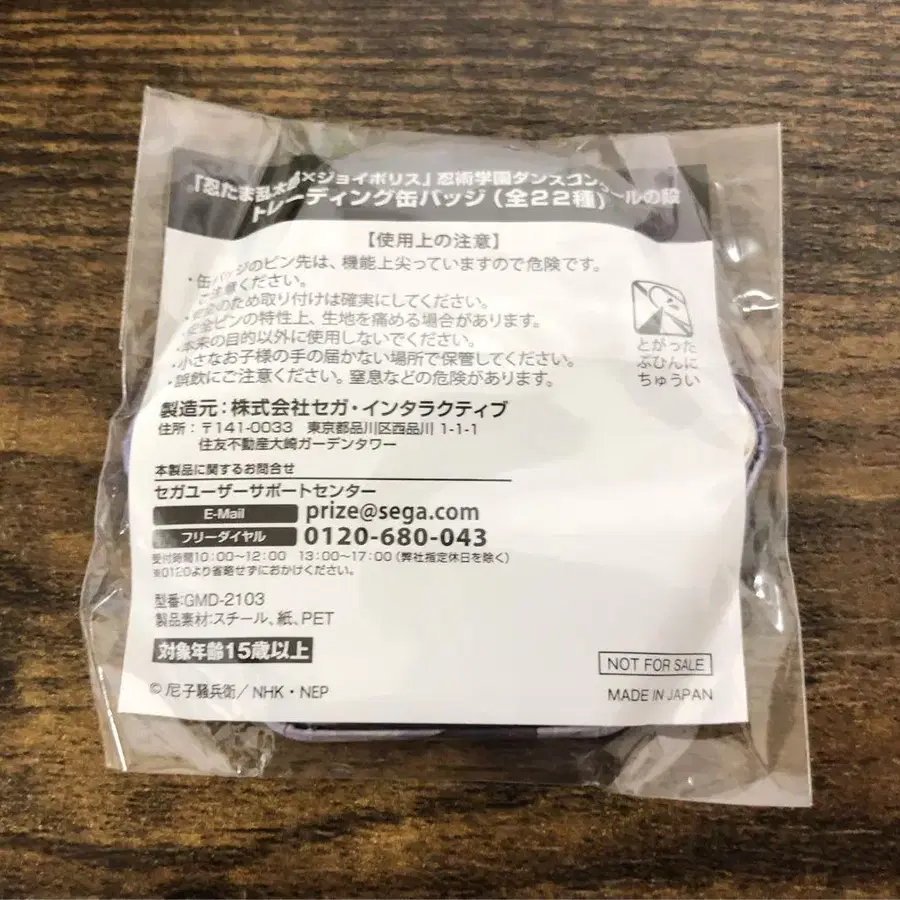 『忍たま乱太郎×ジョイポリス』忍術学園ダンスコンクールの段
トレーディング缶バッジ(全22種)
【使用上の注意】
・缶バッジのピン先は、機能上尖っていますので危険です。
ご注意ください。
・安全のため取り付けは確実にしてください。
・安全ピンの特性上、生地を痛める場合があります。
・本来の目的以外に使用しないでください。
・小さなお子様の手の届かない場所で保管してください。
・誤飲にご注意ください。窒息などの危険があります。
とがった
ぶひんに
ちゅうい
製造元:株式会社セガ・インタラクティブ
住所:〒141-0033 東京都品川区西品川 1-1-1
住友不動産大崎ガーデンタワー
本製品に関するお問合せ
セガユーザーサポートセンター
E-Mail prize@sega.com
フリーダイヤル 0120-680-043
受付時間10:00〜12:00 13:00〜17:00(弊社指定休日を除く)
※0120より省略せずにおかけください。
型番:GMD-2103
製品素材:スチール、紙、PET
対象年齢15歳以上
NOT FOR SALE
©尼子騒兵衛/NHK・NEP
MADE IN JAPAN